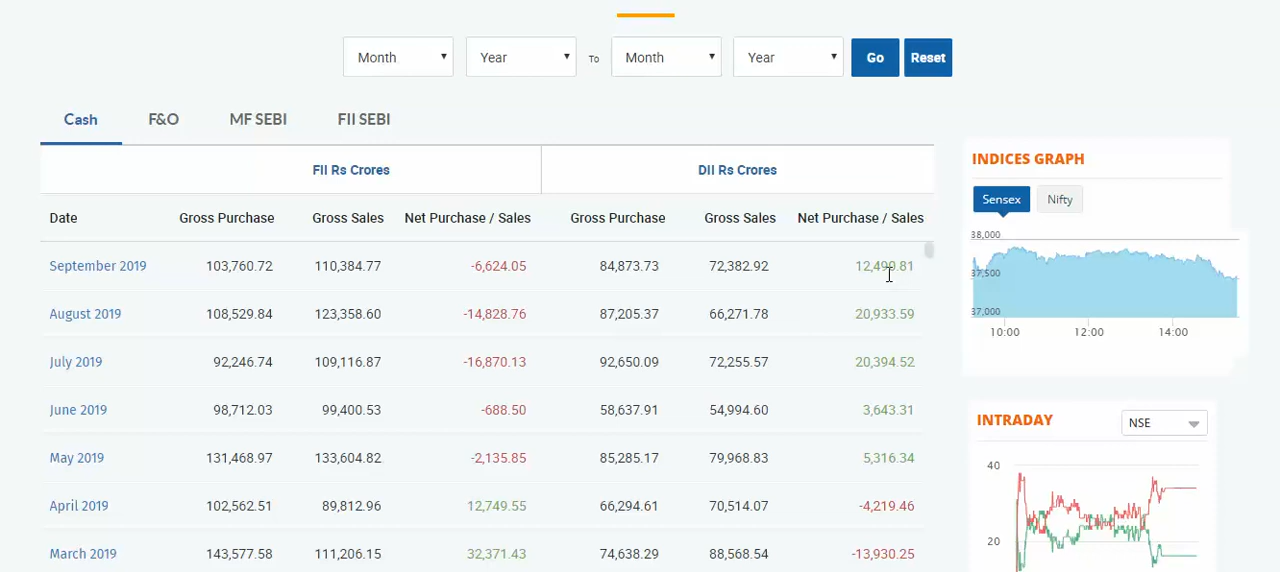 Month Year To Month Year Go Reset
Cash F&O MF SEBI FII SEBI
FII Rs Crores DII Rs Crores
Date Gross Purchase Gross Sales Net Purchase / Sales Gross Purchase Gross Sales Net Purchase / Sales
September 2019 103,760.72 110,384.77 -6,624.05 84,873.73 72,382.92 12,490.81
August 2019 108,529.84 123,358.60 -14,828.76 87,205.37 66,271.78 20,933.59
July 2019 92,246.74 109,116.87 -16,870.13 92,650.09 72,255.57 20,394.52
June 2019 98,712.03 99,400.53 -688.50 58,637.91 54,994.60 3,643.31
May 2019 131,468.97 133,604.82 -2,135.85 85,285.17 79,968.83 5,316.34
April 2019 102,562.51 89,812.96 12,749.55 66,294.61 70,514.07 -4,219.46
March 2019 143,577.58 111,206.15 32,371.43 74,638.29 88,568.54 -13,930.25
INDICES GRAPH
Sensex Nifty
38,000
37,500
37,000
10:00 12:00 14:00
INTRADAY NSE
40
20